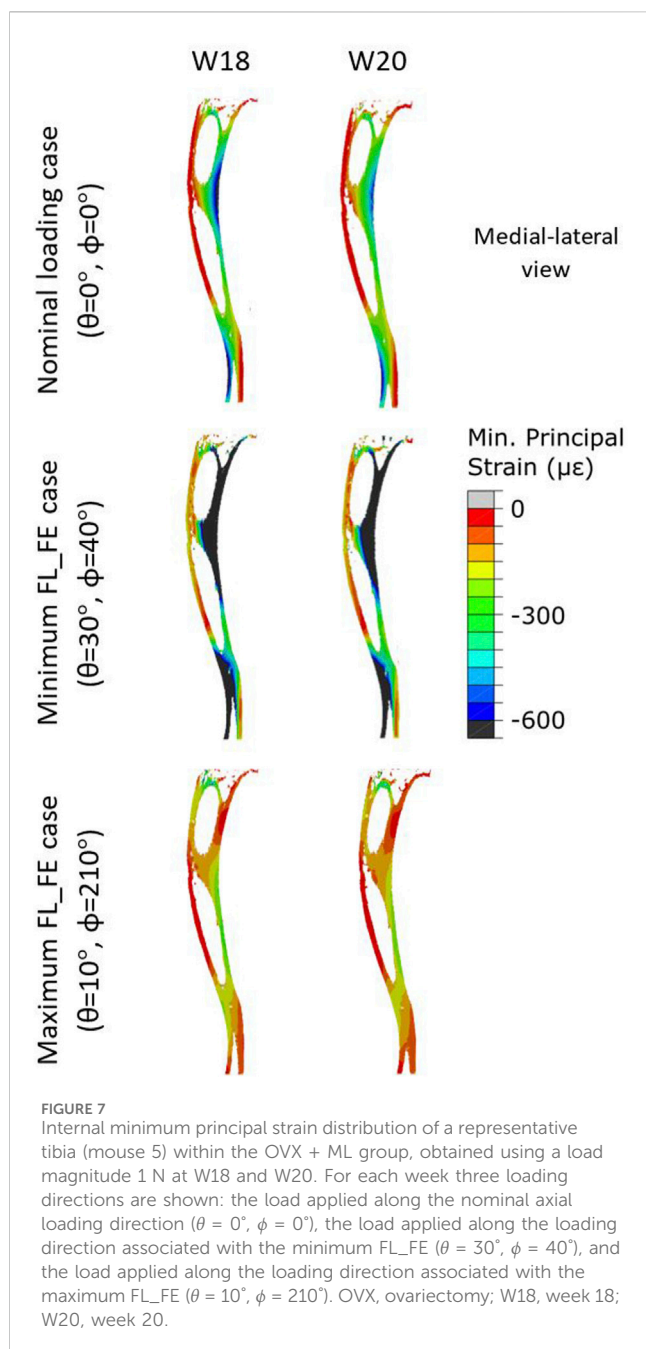 W18 W20
Nominal loading case
(θ=0°, ϕ=0°)
Medial-lateral
view
Minimum FL_FE case
(θ=30°, ϕ=40°)
Min. Principal
Strain (με)
0
-300
-600
Maximum FL_FE case
(θ=10°, ϕ=210°)
FIGURE 7
Internal minimum principal strain distribution of a representative
tibia (mouse 5) within the OVX + ML group, obtained using a load
magnitude 1 N at W18 and W20. For each week three loading
directions are shown: the load applied along the nominal axial
loading direction (θ = 0°, ϕ = 0°), the load applied along the loading
direction associated with the minimum FL_FE (θ = 30°, ϕ = 40°), and
the load applied along the loading direction associated with the
maximum FL_FE (θ = 10°, ϕ = 210°). OVX, ovariectomy; W18, week 18;
W20, week 20.